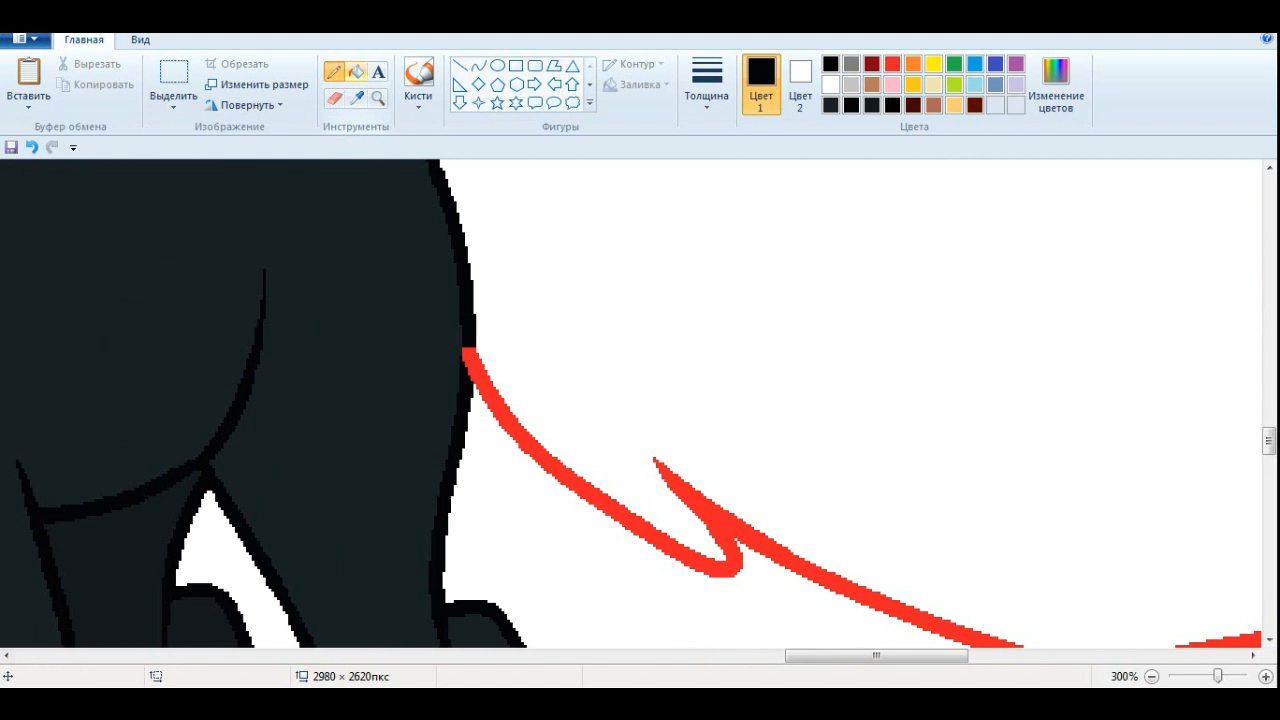 Главная Вид
Вставить
Вырезать
Копировать
Буфер обмена
Выделить
Обрезать
Изменить размер
Повернуть
Изображение
A
Инструменты
Кисти
Контур
Заливка
Фигуры
Толщина
Цвет
1
Цвет
2
Изменение
цветов
Цвета
2980 × 2620пкс
300%